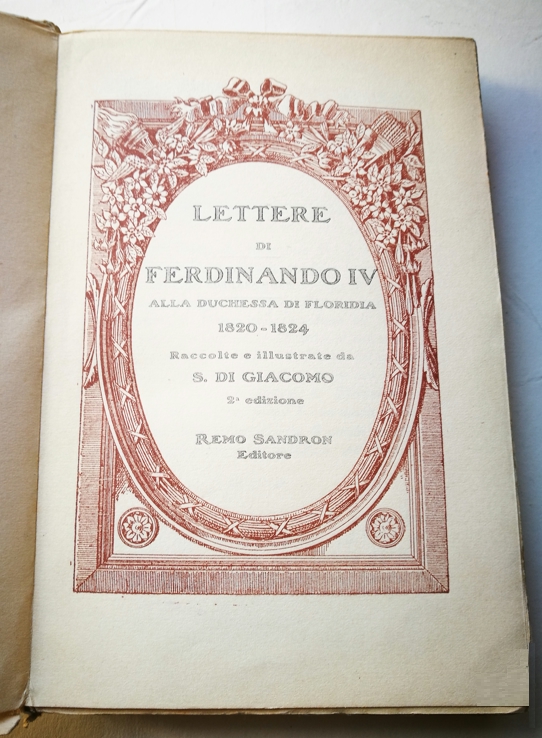 LETTERE
DI
FERDINANDO IV
ALLA DUCHESSA DI FLORIDIA
1820-1824
Raccolte e illustrate da
S. DI GIACOMO
2ª edizione
REMO SANDRON
Editore